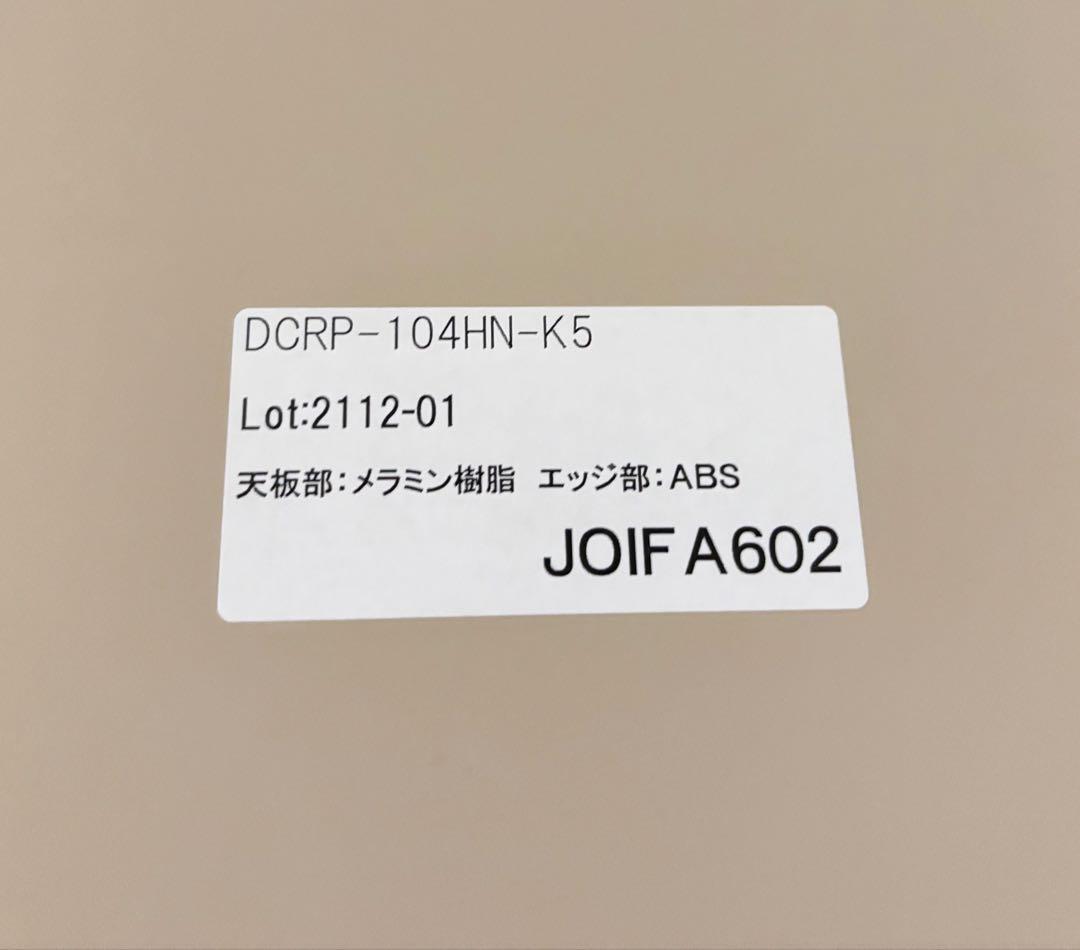 DCRP-104HN-K5
Lot:2112-01
天板部：メラミン樹脂 エッジ部：ABS
JOIFA602